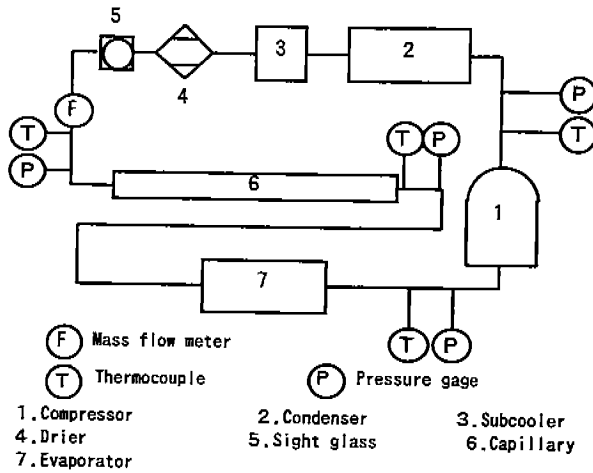 5
3
2
4
F
P
T
T
T
P
P
6
1
7
T
P
F Mass flow meter
T Thermocouple
P Pressure gage
1.Compressor
2.Condenser
3.Subcooler
4.Drier
5.Sight glass
6.Capillary
7.Evaporator